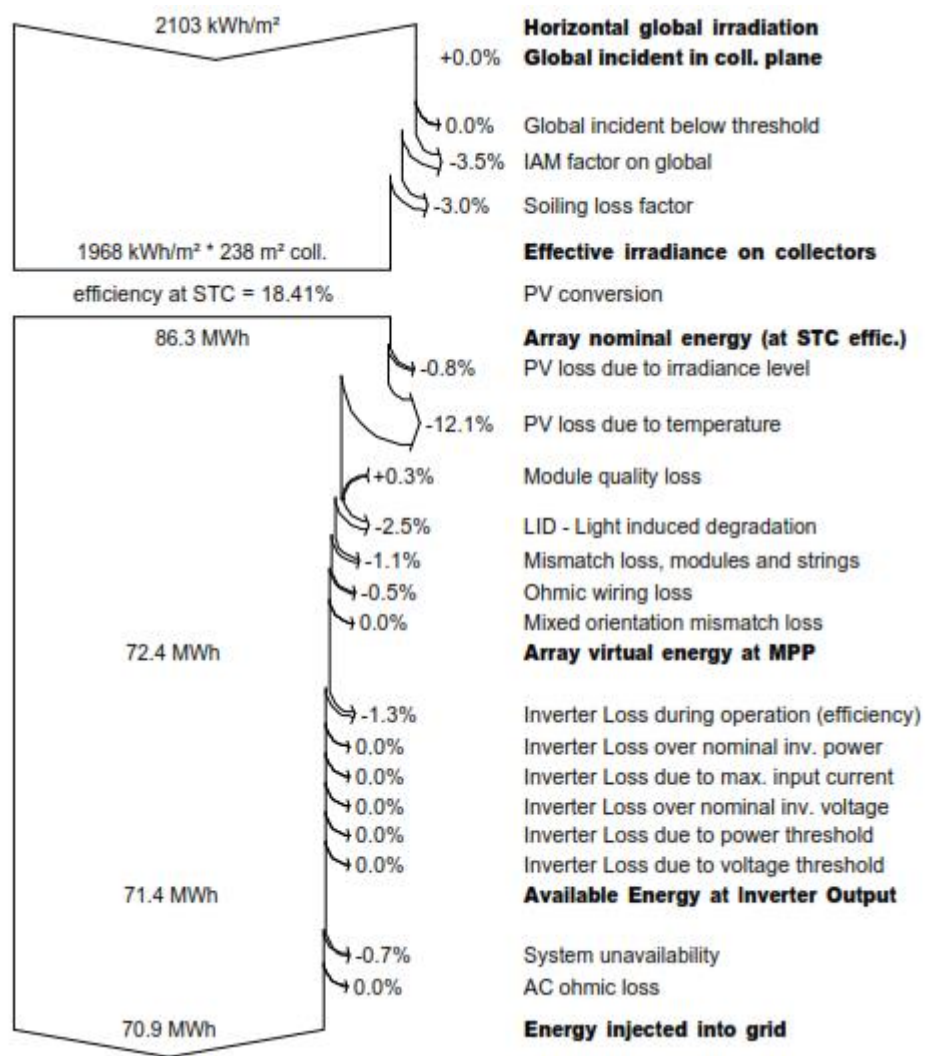 2103 kWh/m² Horizontal global irradiation
+0.0% Global incident in coll. plane
0.0% Global incident below threshold
-3.5% IAM factor on global
-3.0% Soiling loss factor
1968 kWh/m² * 238 m² coll. Effective irradiance on collectors
efficiency at STC = 18.41% PV conversion
86.3 MWh Array nominal energy (at STC effic.)
-0.8% PV loss due to irradiance level
-12.1% PV loss due to temperature
+0.3% Module quality loss
-2.5% LID - Light induced degradation
-1.1% Mismatch loss, modules and strings
-0.5% Ohmic wiring loss
0.0% Mixed orientation mismatch loss
72.4 MWh Array virtual energy at MPP
-1.3% Inverter Loss during operation (efficiency)
0.0% Inverter Loss over nominal inv. power
0.0% Inverter Loss due to max. input current
0.0% Inverter Loss over nominal inv. voltage
0.0% Inverter Loss due to power threshold
0.0% Inverter Loss due to voltage threshold
71.4 MWh Available Energy at Inverter Output
-0.7% System unavailability
0.0% AC ohmic loss
70.9 MWh Energy injected into grid